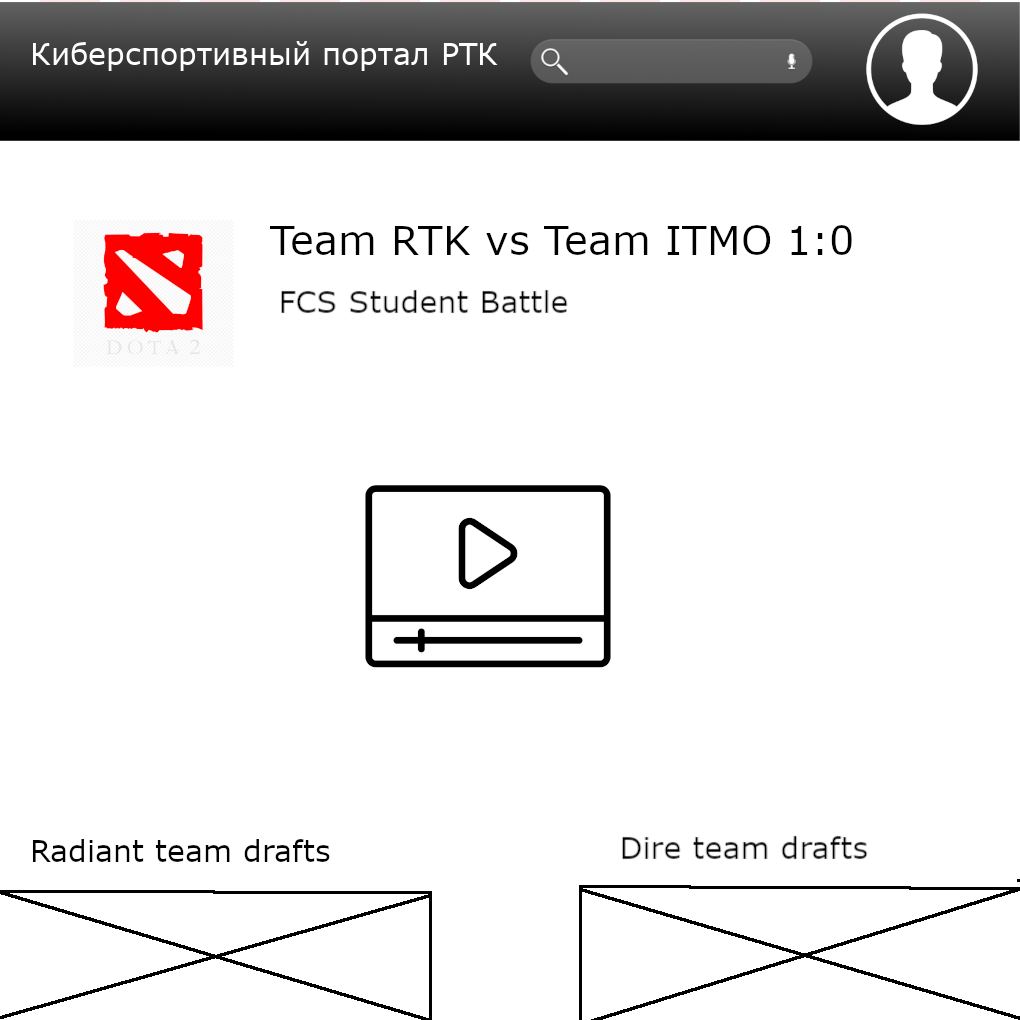 Киберспортивный портал РТК
Team RTK vs Team ITMO 1:0
FCS Student Battle
DOTA 2
Radiant team drafts
Dire team drafts